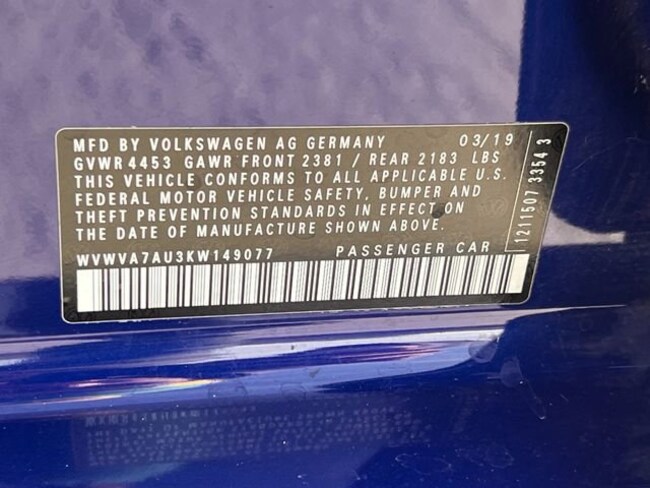 MFD BY VOLKSWAGEN AG GERMANY 03/19
GVWR 4453 GAWR FRONT 2381 / REAR 2183 LBS
THIS VEHICLE CONFORMS TO ALL APPLICABLE U.S.
FEDERAL MOTOR VEHICLE SAFETY, BUMPER AND
THEFT PREVENTION STANDARDS IN EFFECT ON
THE DATE OF MANUFACTURE SHOWN ABOVE.
WVWVA7AU3KW149077 PASSENGER CAR
1211507 3354 3